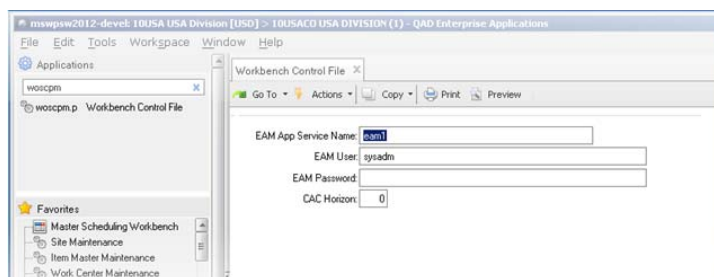 mswpsw2012-devel: 10USA USA Division [USD] > 10USACO USA DIVISION (1) - QAD Enterprise Applications
File Edit Tools Workspace Window Help
Applications
woscpm
woscpm.p Workbench Control File
Favorites
Master Scheduling Workbench
Site Maintenance
Item Master Maintenance
Work Center Maintenance
Workbench Control File
Go To Actions Copy Print Preview
EAM App Service Name: eam1
EAM User: sysadm
EAM Password:
CAC Horizon: 0